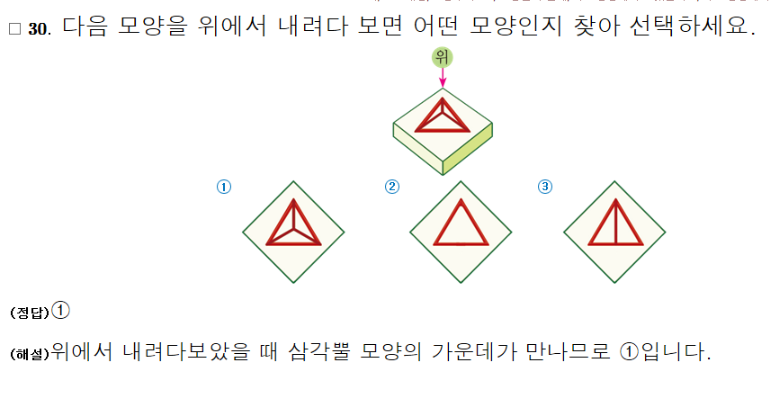 □ 30. 다음 모양을 위에서 내려다 보면 어떤 모양인지 찾아 선택하세요.
위
① ② ③
(정답)①
(해설)위에서 내려다보았을 때 삼각뿔 모양의 가운데가 만나므로 ①입니다.